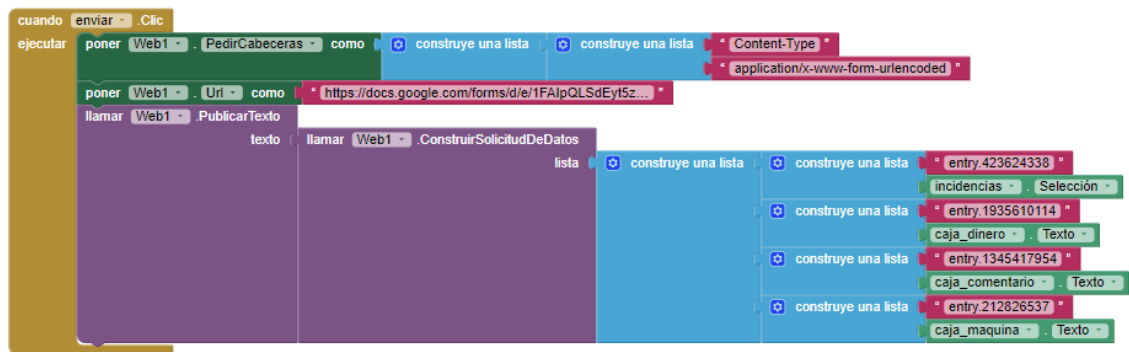 cuando enviar .Clic
ejecutar poner Web1 . PedirCabeceras como construye una lista construye una lista " Content-Type "
" application/x-www-form-urlencoded "
poner Web1 . Url como " https://docs.google.com/forms/d/e/1FAIpQLSdEyt5z... "
llamar Web1 .PublicarTexto
texto llamar Web1 .ConstruirSolicitudDeDatos
lista construye una lista construye una lista " entry.423624338 "
incidencias . Selección
construye una lista " entry.1935610114 "
caja_dinero . Texto
construye una lista " entry.1345417954 "
caja_comentario . Texto
construye una lista " entry.212826537 "
caja_maquina . Texto